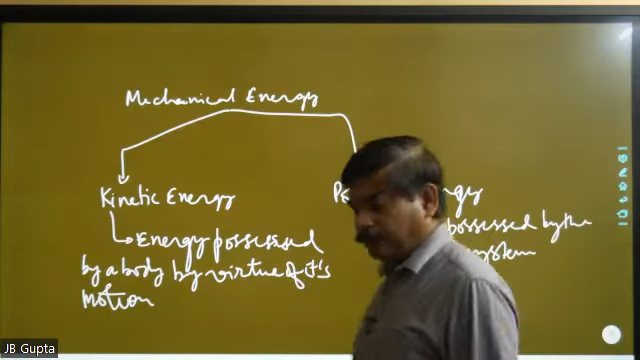 Mechanical Energy
Kinetic Energy
Energy possessed
by a body by virtue of it's
Motion
possessed by the
system
JB Gupta